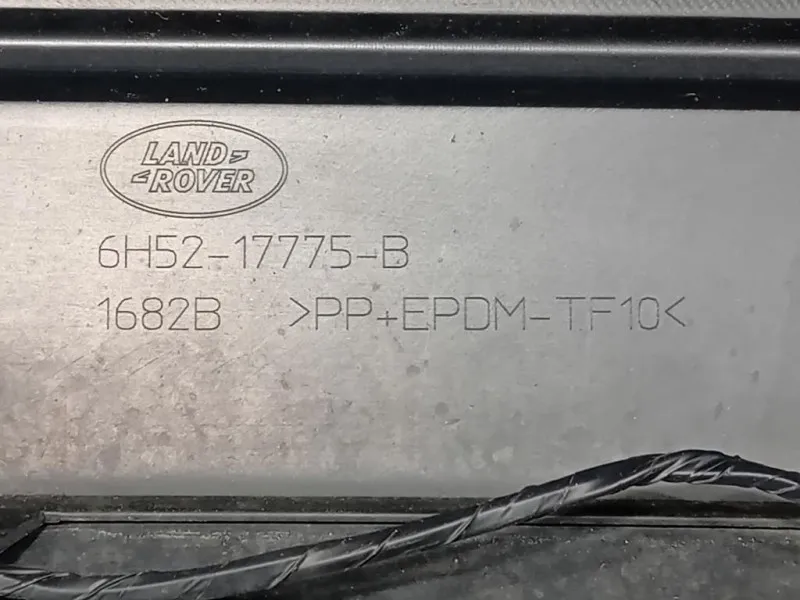 LAND
ROVER
6H52-17775-B
1682B >PP+EPDM-TF10<